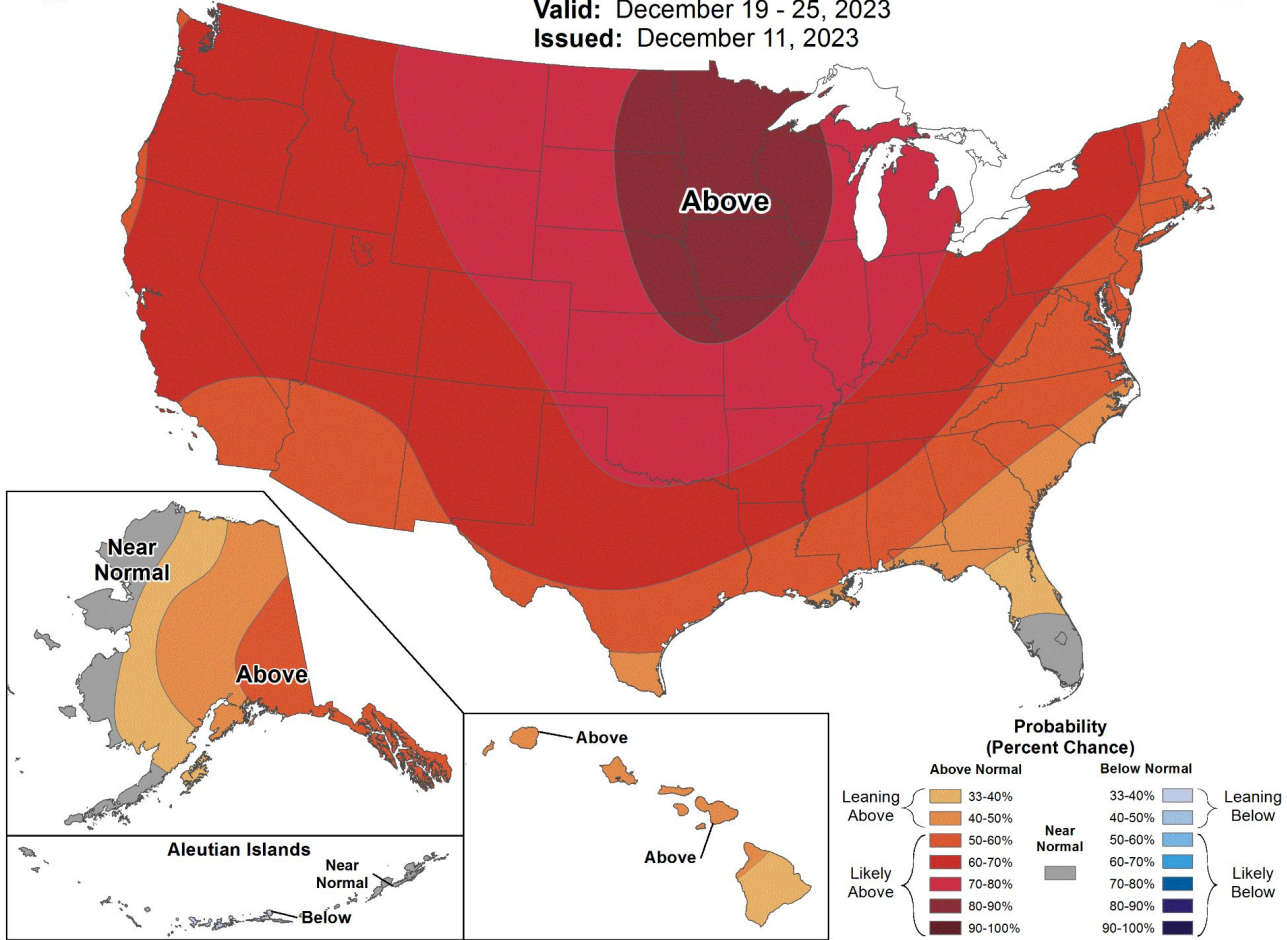 Valid: December 19 - 25, 2023
Issued: December 11, 2023
Above
Near
Normal
Above
Aleutian Islands
Near
Normal
Below
Above
Above
Probability
(Percent Chance)
Above Normal
Below Normal
Leaning
Above
33-40%
40-50%
Likely
Above
50-60%
60-70%
70-80%
80-90%
90-100%
Near
Normal
33-40%
40-50%
Leaning
Below
50-60%
60-70%
70-80%
80-90%
90-100%
Likely
Below